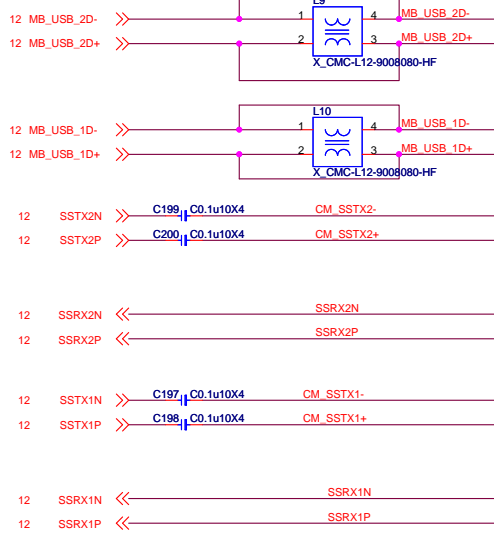 L9
12 MB_USB_2D- 1 4 MB_USB_2D-
12 MB_USB_2D+ 2 3 MB_USB_2D+
X_CMC-L12-9008080-HF
L10
12 MB_USB_1D- 1 4 MB_USB_1D-
12 MB_USB_1D+ 2 3 MB_USB_1D+
X_CMC-L12-9008080-HF
12 SSTX2N C199 C0.1u10X4 CM_SSTX2-
12 SSTX2P C200 C0.1u10X4 CM_SSTX2+
12 SSRX2N SSRX2N
12 SSRX2P SSRX2P
12 SSTX1N C197 C0.1u10X4 CM_SSTX1-
12 SSTX1P C198 C0.1u10X4 CM_SSTX1+
12 SSRX1N SSRX1N
12 SSRX1P SSRX1P